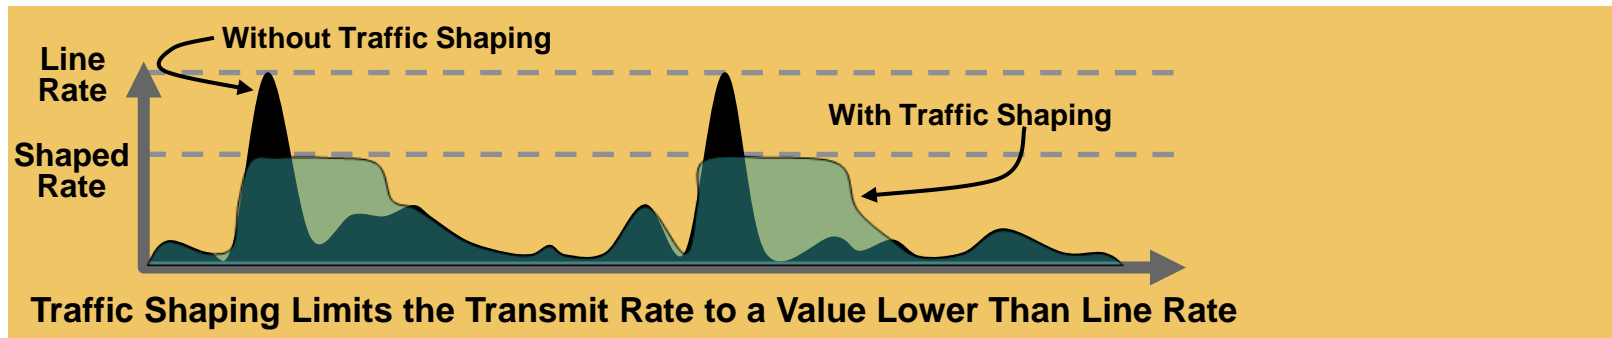 Without Traffic Shaping
Line
Rate
With Traffic Shaping
Shaped
Rate
Traffic Shaping Limits the Transmit Rate to a Value Lower Than Line Rate